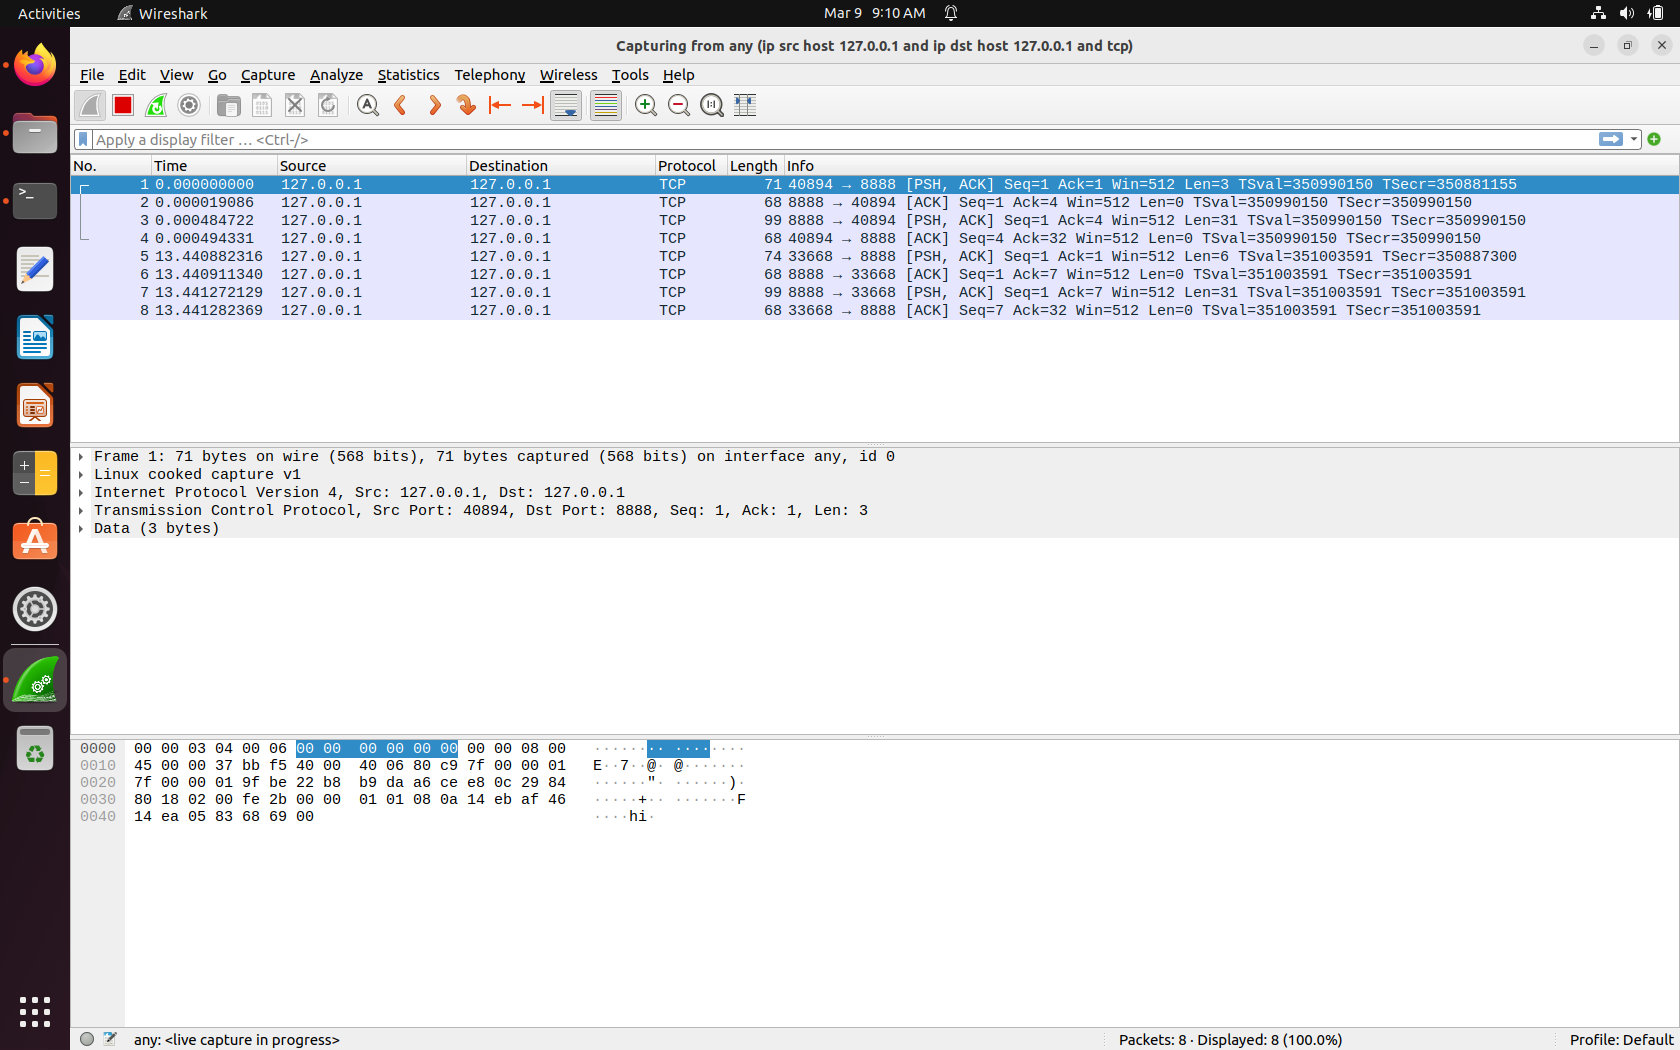 Activities Wireshark Mar 9 9:10 AM
Capturing from any (ip src host 127.0.0.1 and ip dst host 127.0.0.1 and tcp)
File Edit View Go Capture Analyze Statistics Telephony Wireless Tools Help
Apply a display filter … <Ctrl-/>
No. Time Source Destination Protocol Length Info
1 0.000000000 127.0.0.1 127.0.0.1 TCP 71 40894 → 8888 [PSH, ACK] Seq=1 Ack=1 Win=512 Len=3 TSval=350990150 TSecr=350881155
2 0.000019086 127.0.0.1 127.0.0.1 TCP 68 8888 → 40894 [ACK] Seq=1 Ack=4 Win=512 Len=0 TSval=350990150 TSecr=350990150
3 0.000484722 127.0.0.1 127.0.0.1 TCP 99 8888 → 40894 [PSH, ACK] Seq=1 Ack=4 Win=512 Len=31 TSval=350990150 TSecr=350990150
4 0.000494331 127.0.0.1 127.0.0.1 TCP 68 40894 → 8888 [ACK] Seq=4 Ack=32 Win=512 Len=0 TSval=350990150 TSecr=350990150
5 13.440882316 127.0.0.1 127.0.0.1 TCP 74 33668 → 8888 [PSH, ACK] Seq=1 Ack=1 Win=512 Len=6 TSval=351003591 TSecr=350887300
6 13.440911340 127.0.0.1 127.0.0.1 TCP 68 8888 → 33668 [ACK] Seq=1 Ack=7 Win=512 Len=0 TSval=351003591 TSecr=351003591
7 13.441272129 127.0.0.1 127.0.0.1 TCP 99 8888 → 33668 [PSH, ACK] Seq=1 Ack=7 Win=512 Len=31 TSval=351003591 TSecr=351003591
8 13.441282369 127.0.0.1 127.0.0.1 TCP 68 33668 → 8888 [ACK] Seq=7 Ack=32 Win=512 Len=0 TSval=351003591 TSecr=351003591
Frame 1: 71 bytes on wire (568 bits), 71 bytes captured (568 bits) on interface any, id 0
Linux cooked capture v1
Internet Protocol Version 4, Src: 127.0.0.1, Dst: 127.0.0.1
Transmission Control Protocol, Src Port: 40894, Dst Port: 8888, Seq: 1, Ack: 1, Len: 3
Data (3 bytes)
0000 00 00 03 04 00 06 00 00 00 00 00 00 00 00 08 00 ········ ········
0010 45 00 00 37 bb f5 40 00 40 06 80 c9 7f 00 00 01 E··7··@· @·······
0020 7f 00 00 01 9f be 22 b8 b9 da a6 ce e8 0c 29 84 ······"· ······)·
0030 80 18 02 00 fe 2b 00 00 01 01 08 0a 14 eb af 46 ·····+·· ·······F
0040 14 ea 05 83 68 69 00 ····hi·
any: <live capture in progress> Packets: 8 · Displayed: 8 (100.0%) Profile: Default